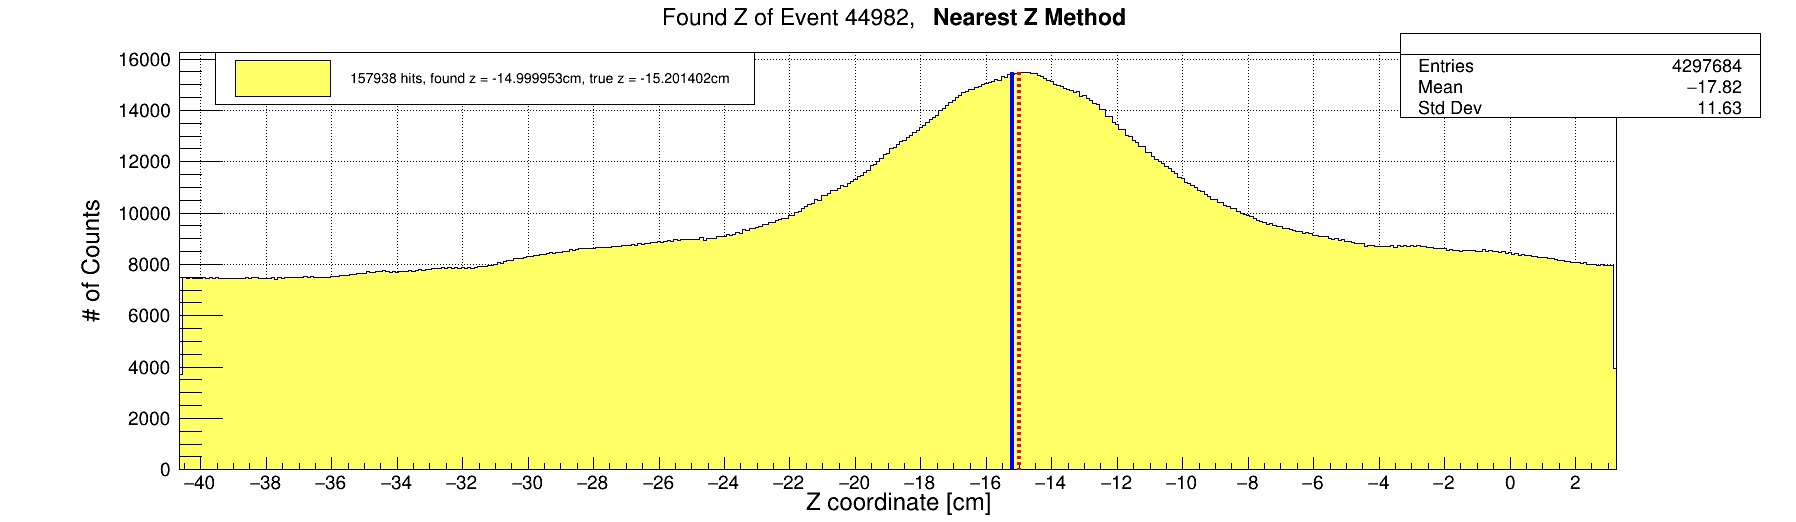 Found Z of Event 44982, Nearest Z Method
157938 hits, found z = -14.999953cm, true z = -15.201402cm
Entries 4297684
Mean −17.82
Std Dev 11.63
# of Counts
16000
14000
12000
10000
8000
6000
4000
2000
0
−40 −38 −36 −34 −32 −30 −28 −26 −24 −22 −20 −18 −16 −14 −12 −10 −8 −6 −4 −2 0 2
Z coordinate [cm]